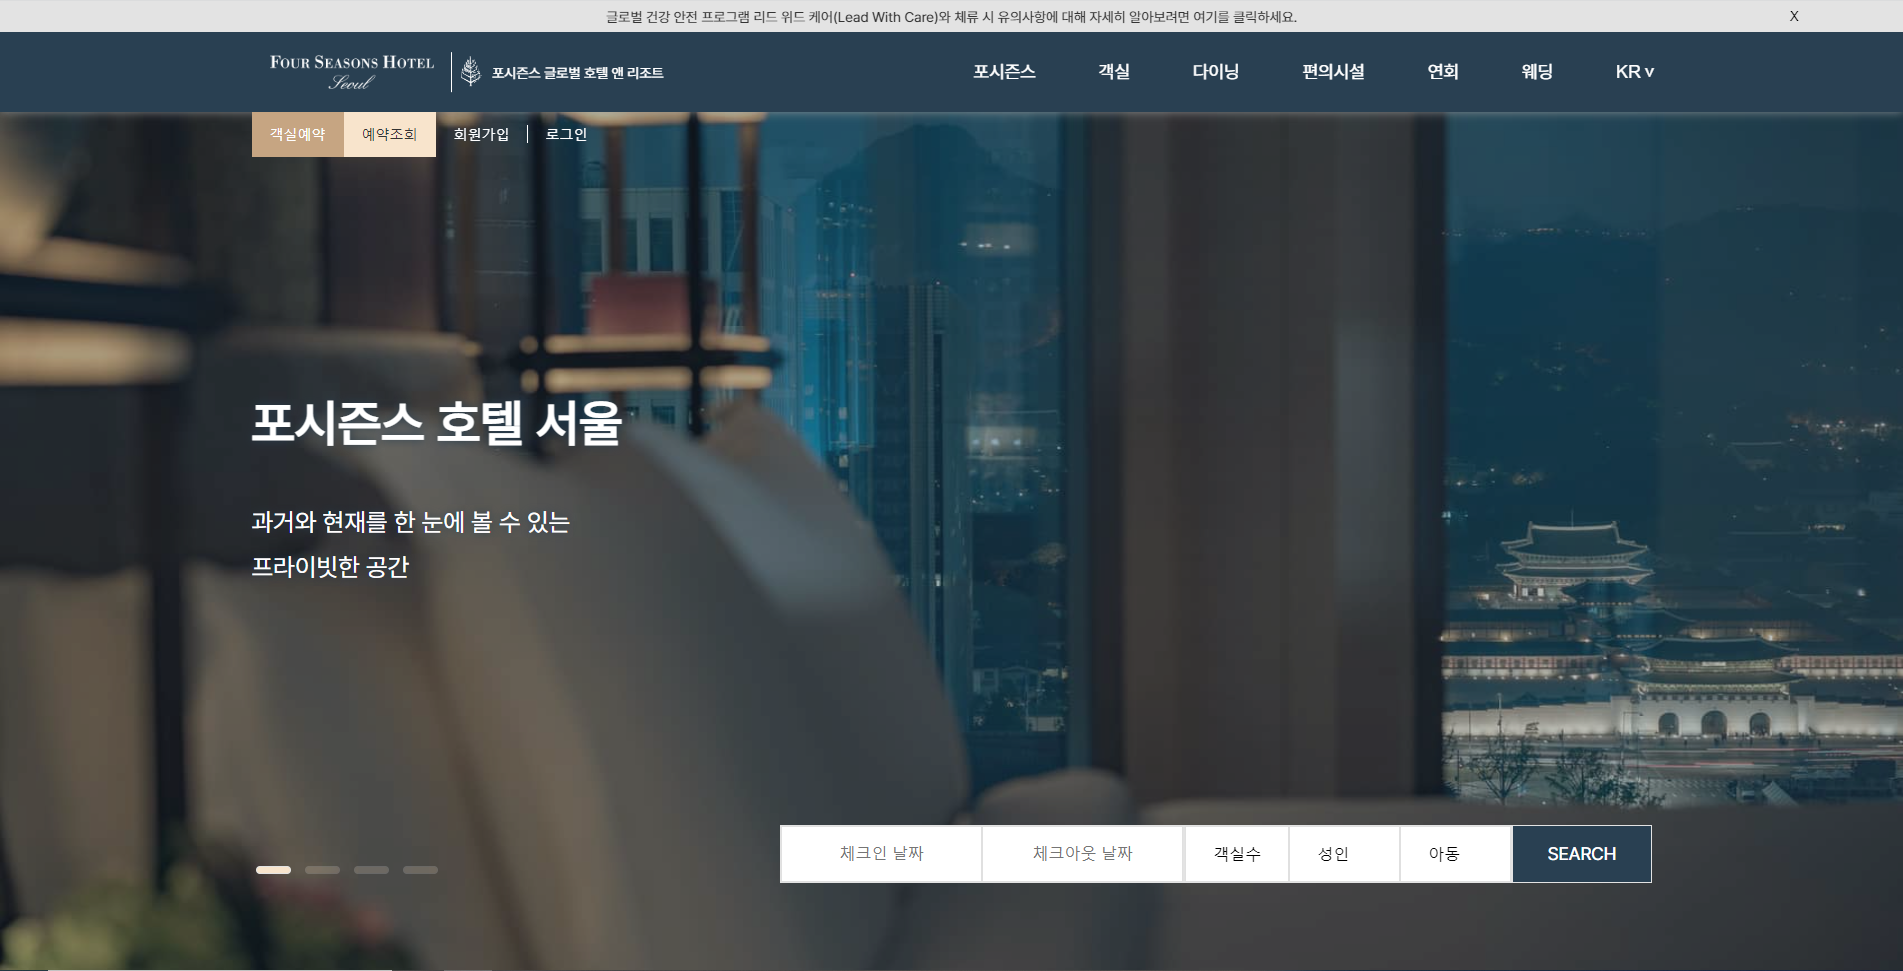 글로벌 건강 안전 프로그램 리드 위드 케어(Lead With Care)와 체류 시 유의사항에 대해 자세히 알아보려면 여기를 클릭하세요.
X
FOUR SEASONS HOTEL
Seoul
포시즌스 글로벌 호텔 앤 리조트
포시즌스
객실
다이닝
편의시설
연회
웨딩
KR v
객실예약
예약조회
회원가입
로그인
포시즌스 호텔 서울
과거와 현재를 한 눈에 볼 수 있는
프라이빗한 공간
체크인 날짜
체크아웃 날짜
객실수
성인
아동
SEARCH